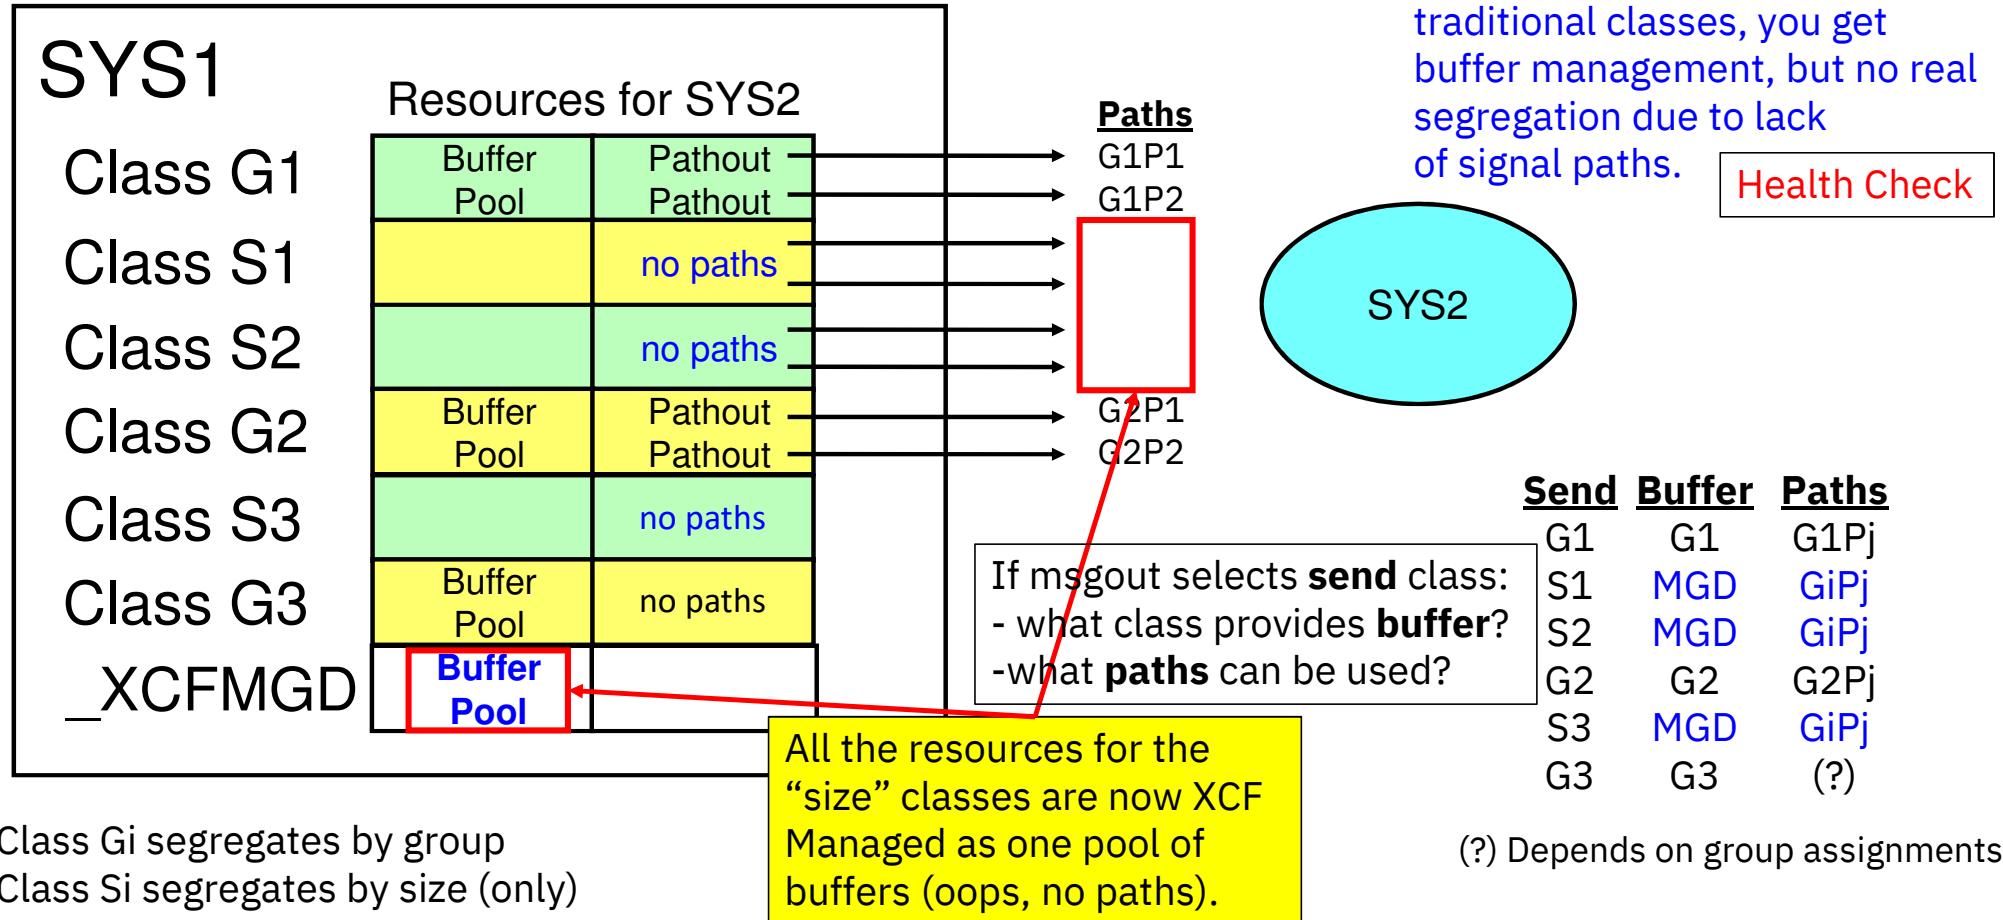 traditional classes, you get
buffer management, but no real
segregation due to lack
of signal paths.
Health Check
SYS1
Resources for SYS2
Paths
Class G1
Buffer
Pool
Pathout
Pathout
G1P1
G1P2
Class S1
no paths
Class S2
no paths
SYS2
Class G2
Buffer
Pool
Pathout
Pathout
G2P1
G2P2
Class S3
no paths
Class G3
Buffer
Pool
no paths
_XCFMGD
Buffer
Pool
If msgout selects send class:
- what class provides buffer?
-what paths can be used?
Send Buffer Paths
G1 G1 G1Pj
S1 MGD GiPj
S2 MGD GiPj
G2 G2 G2Pj
S3 MGD GiPj
G3 G3 (?)
All the resources for the
“size” classes are now XCF
Managed as one pool of
buffers (oops, no paths).
Class Gi segregates by group
Class Si segregates by size (only)
(?) Depends on group assignments